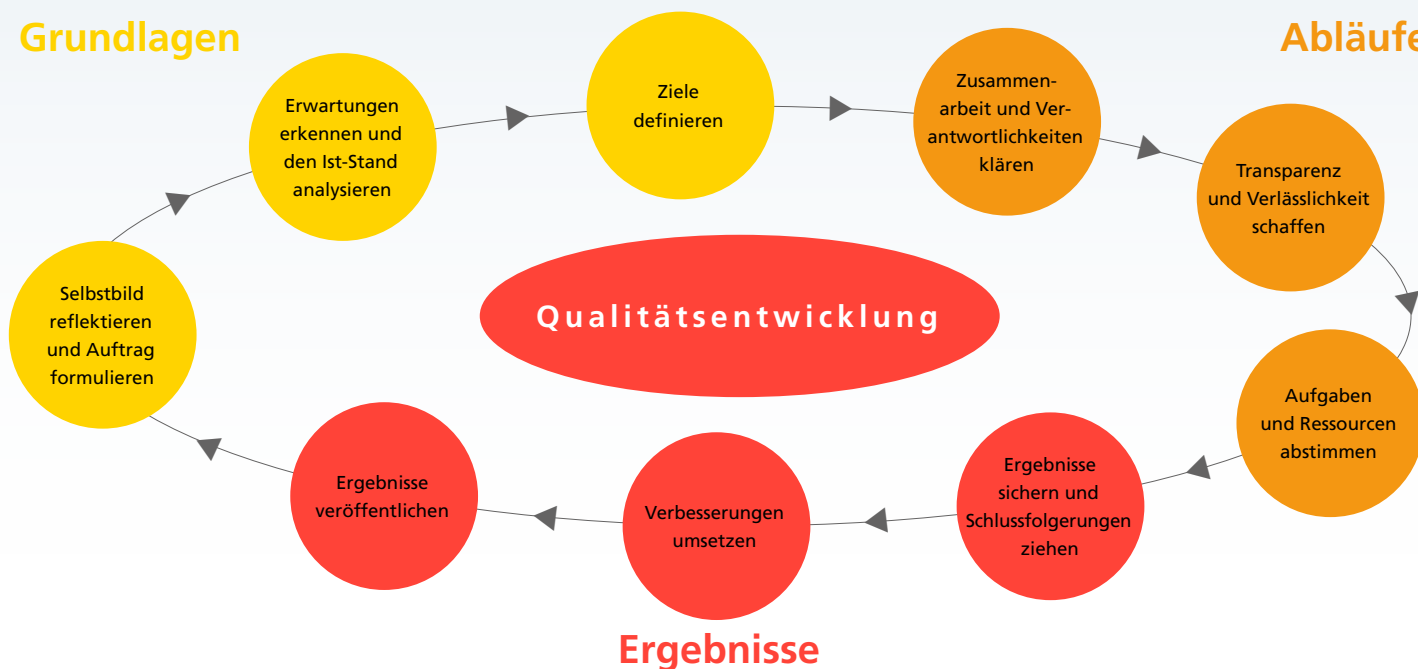 Grundlagen
Abläufe
Erwartungen
erkennen und
den Ist-Stand
analysieren
Ziele
definieren
Zusammen-
arbeit und Ver-
antwortlichkeiten
klären
Transparenz
und Verlässlichkeit
schaffen
Selbstbild
reflektieren
und Auftrag
formulieren
Qualitätsentwicklung
Aufgaben
und Ressourcen
abstimmen
Ergebnisse
sichern und
Schlussfolgerungen
ziehen
Verbesserungen
umsetzen
Ergebnisse
veröffentlichen
Ergebnisse